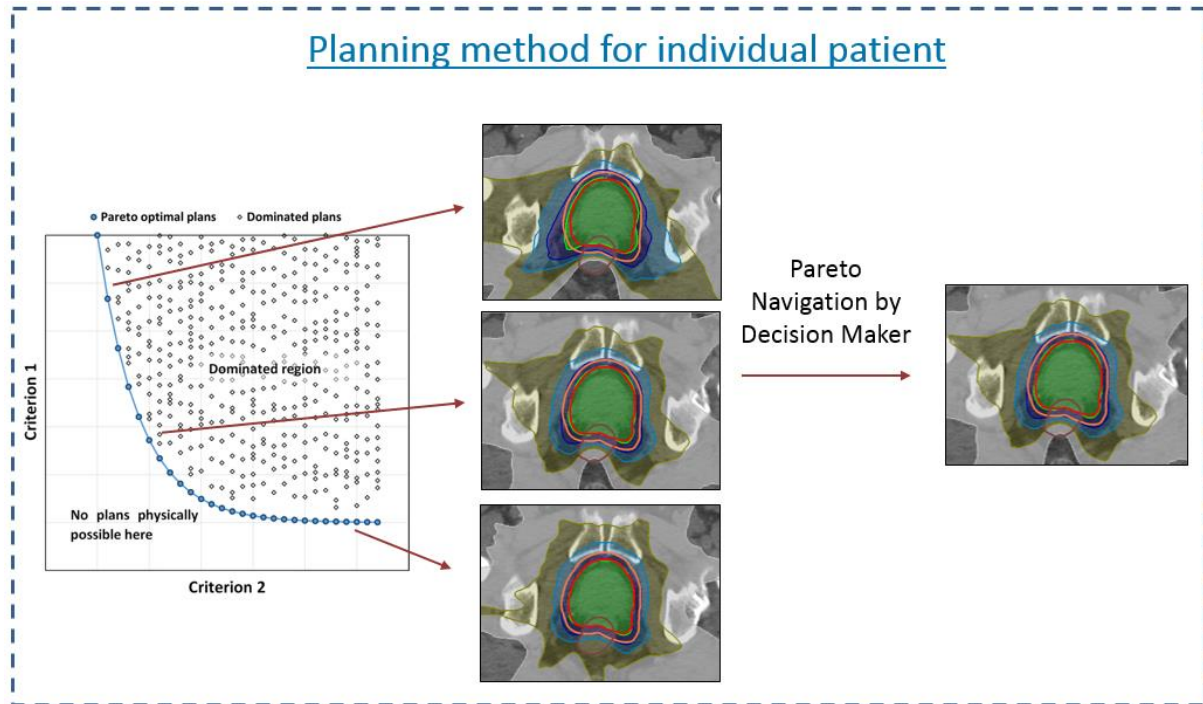 Planning method for individual patient
Pareto optimal plans
Dominated plans
Criterion 1
Dominated region
No plans physically
possible here
Criterion 2
Pareto
Navigation by
Decision Maker